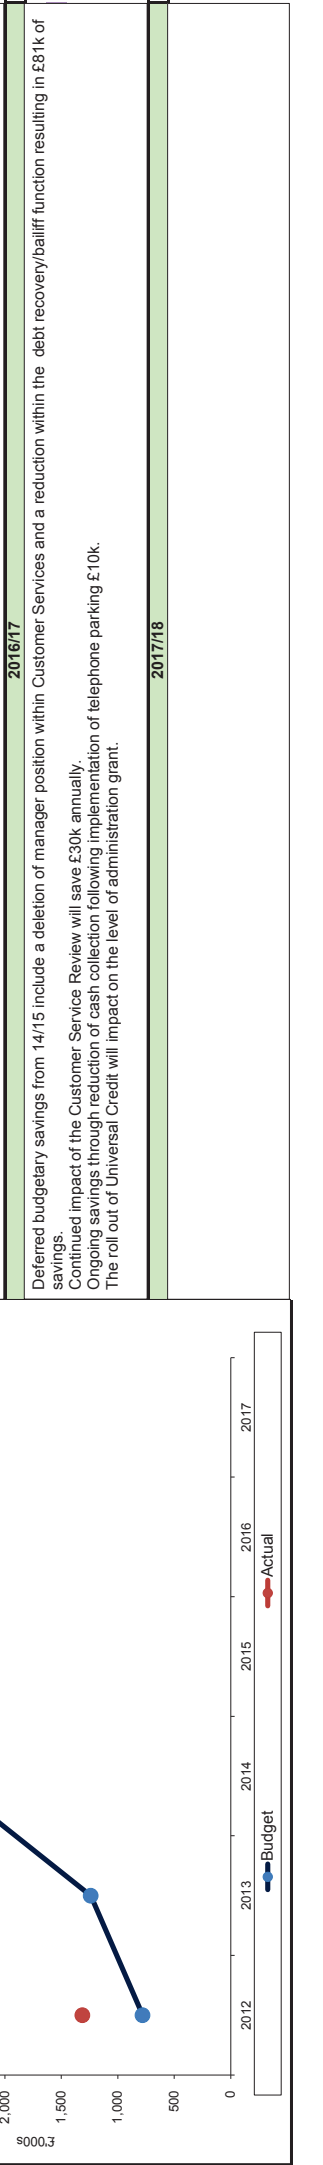 2016/17
Deferred budgetary savings from 14/15 include a deletion of manager position within Customer Services and a reduction within the debt recovery/bailiff function resulting in £81k of
savings.
Continued impact of the Customer Service Review will save £30k annually.
Ongoing savings through reduction of cash collection following implementation of telephone parking £10k.
The roll out of Universal Credit will impact on the level of administration grant.
2017/18
£'000s
2,000
1,500
1,000
500
0
2012 2013 2014 2015 2016 2017
Budget Actual